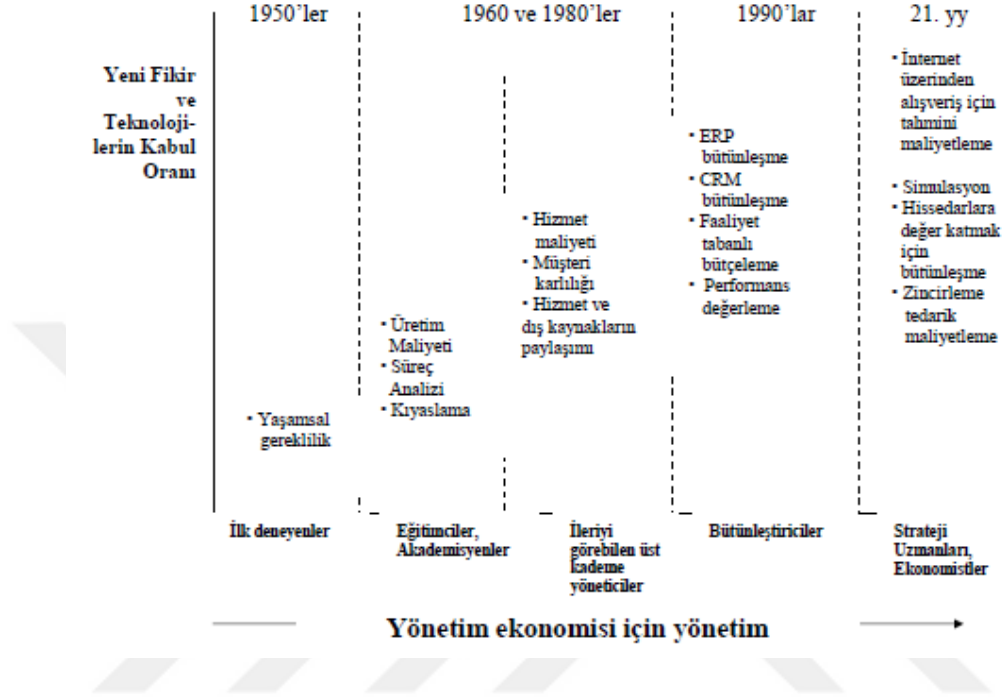 1950’ler
1960 ve 1980’ler
1990’lar
21. yy
Yeni Fikir
ve
Teknoloji-
lerin Kabul
Oranı
▪ Yaşamsal
gereklilik
▪ Üretim
Maliyeti
▪ Süreç
Analizi
▪ Kıyaslama
▪ Hizmet
maliyeti
▪ Müşteri
karlılığı
▪ Hizmet ve
dış kaynakların
paylaşımı
▪ ERP
bütünleşme
▪ CRM
bütünleşme
▪ Faaliyet
tabanlı
bütçeleme
▪ Performans
değerleme
▪ İnternet
üzerinden
alışveriş için
tahmini
maliyetleme
▪ Simulasyon
▪ Hissedarlara
değer katmak
için
bütünleşme
▪ Zincirleme
tedarik
maliyetleme
İlk deneyenler
Eğitimciler,
Akademisyenler
İleriyi
görebilen üst
kademe
yöneticiler
Bütünleştiriciler
Strateji
Uzmanları,
Ekonomistler
Yönetim ekonomisi için yönetim